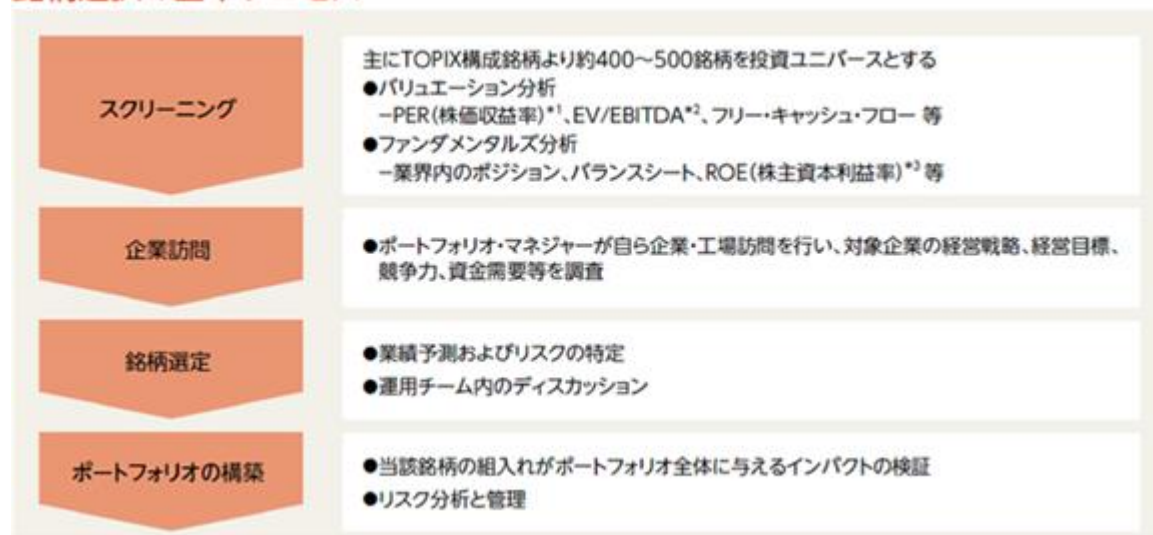 スクリーニング
主にTOPIX構成銘柄より約400〜500銘柄を投資ユニバースとする
●バリュエーション分析
−PER(株価収益率)*1、EV/EBITDA*2、フリー・キャッシュ・フロー 等
●ファンダメンタルズ分析
−業界内のポジション、バランスシート、ROE(株主資本利益率)*3 等
企業訪問
●ポートフォリオ・マネジャーが自ら企業・工場訪問を行い、対象企業の経営戦略、経営目標、
競争力、資金需要等を調査
銘柄選定
●業績予測およびリスクの特定
●運用チーム内のディスカッション
ポートフォリオの構築
●当該銘柄の組入れがポートフォリオ全体に与えるインパクトの検証
●リスク分析と管理